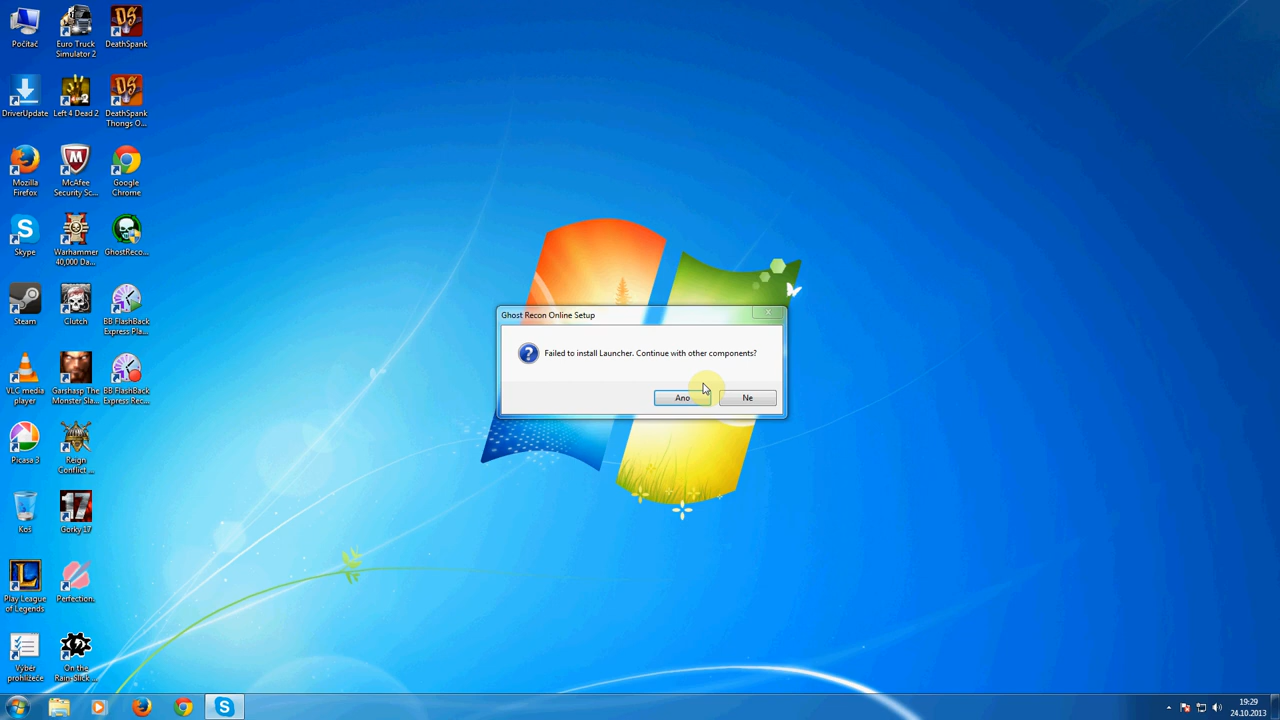 Počítač
Euro Truck
Simulator 2
DeathSpank
DriverUpdate
Left 4 Dead 2
DeathSpank
Thongs O...
Mozilla
Firefox
McAfee
Security Sc...
Google
Chrome
Skype
Warhammer
40,000 Da...
GhostReco...
Steam
Clutch
BB FlashBack
Express Pla...
VLC media
player
Garshasp The
Monster Sla...
BB FlashBack
Express Rec...
Picasa 3
Reign
Conflict ...
Koš
Gorky 17
17
Play League
of Legends
Perfection.
Výběr
prohlížeče
On the
Rain-Slick ...
Ghost Recon Online Setup
Failed to install Launcher. Continue with other components?
Ano
Ne
19:29
24.10.2013